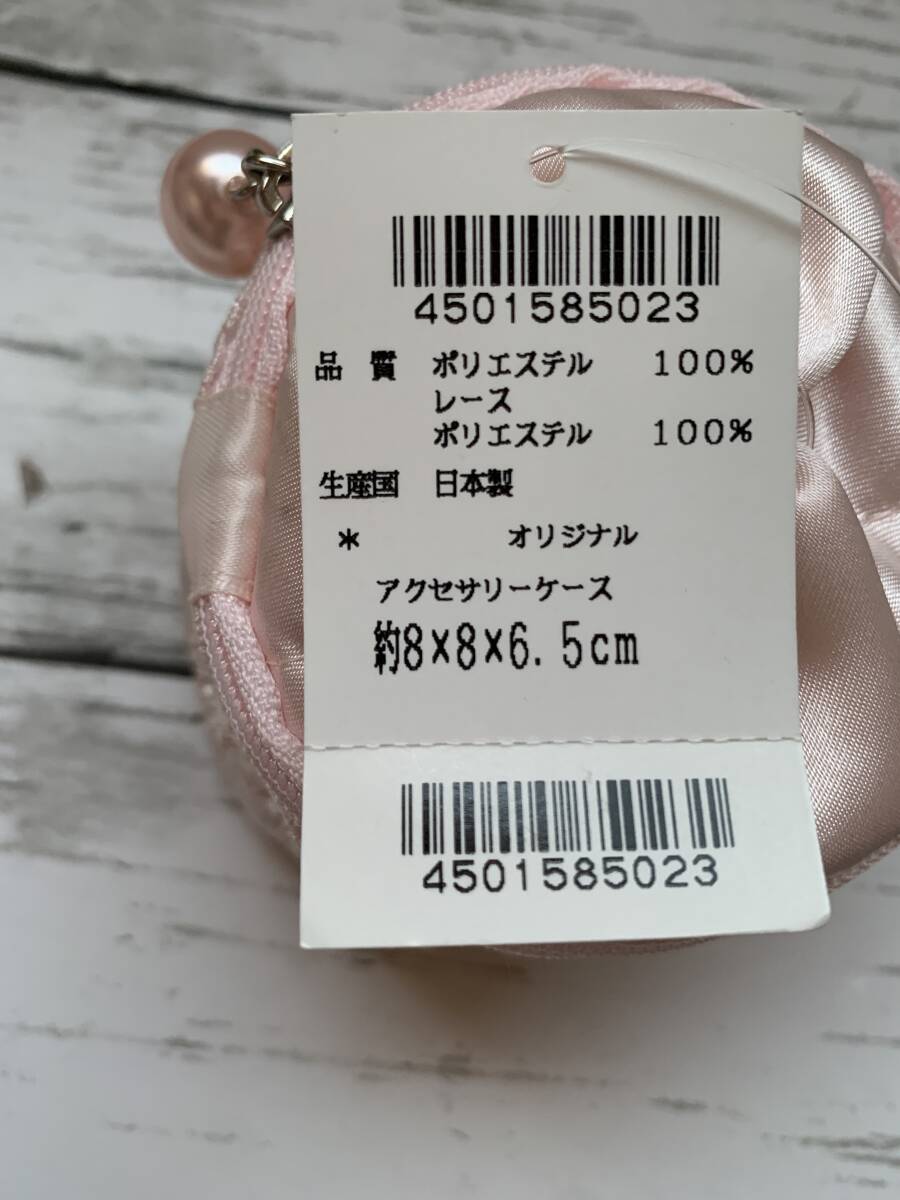 4501585023
品 質 ポリエステル 100%
レース
ポリエステル 100%
生産国 日本製
* オリジナル
アクセサリーケース
約8×8×6.5cm
4501585023